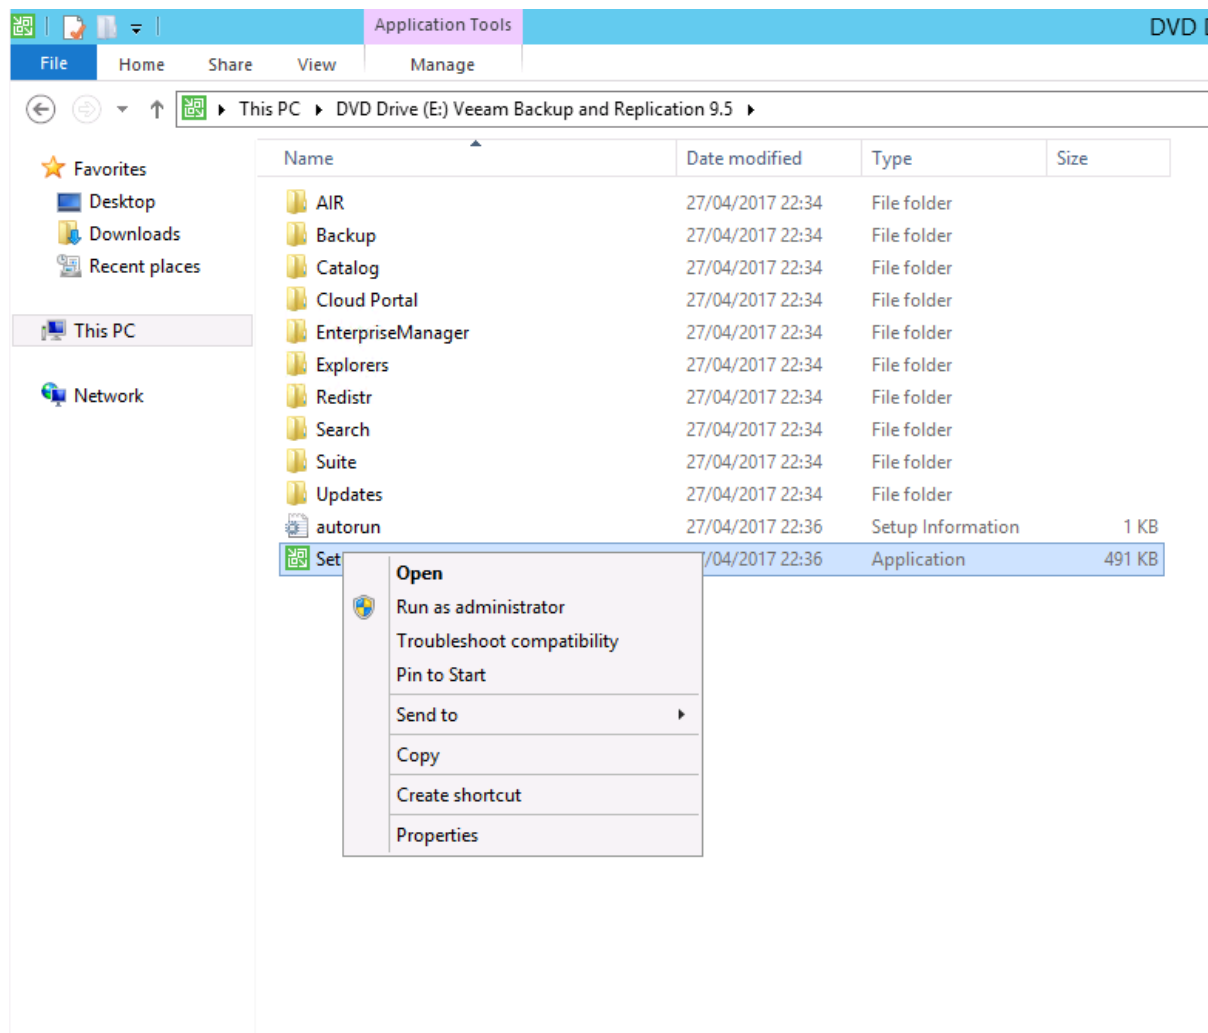 Application Tools
DVD
File Home Share View Manage
This PC DVD Drive (E:) Veeam Backup and Replication 9.5
Favorites
Desktop
Downloads
Recent places
This PC
Network
Name Date modified Type Size
AIR 27/04/2017 22:34 File folder
Backup 27/04/2017 22:34 File folder
Catalog 27/04/2017 22:34 File folder
Cloud Portal 27/04/2017 22:34 File folder
EnterpriseManager 27/04/2017 22:34 File folder
Explorers 27/04/2017 22:34 File folder
Redistr 27/04/2017 22:34 File folder
Search 27/04/2017 22:34 File folder
Suite 27/04/2017 22:34 File folder
Updates 27/04/2017 22:34 File folder
autorun 27/04/2017 22:36 Setup Information 1 KB
Set 7/04/2017 22:36 Application 491 KB
Open
Run as administrator
Troubleshoot compatibility
Pin to Start
Send to
Copy
Create shortcut
Properties